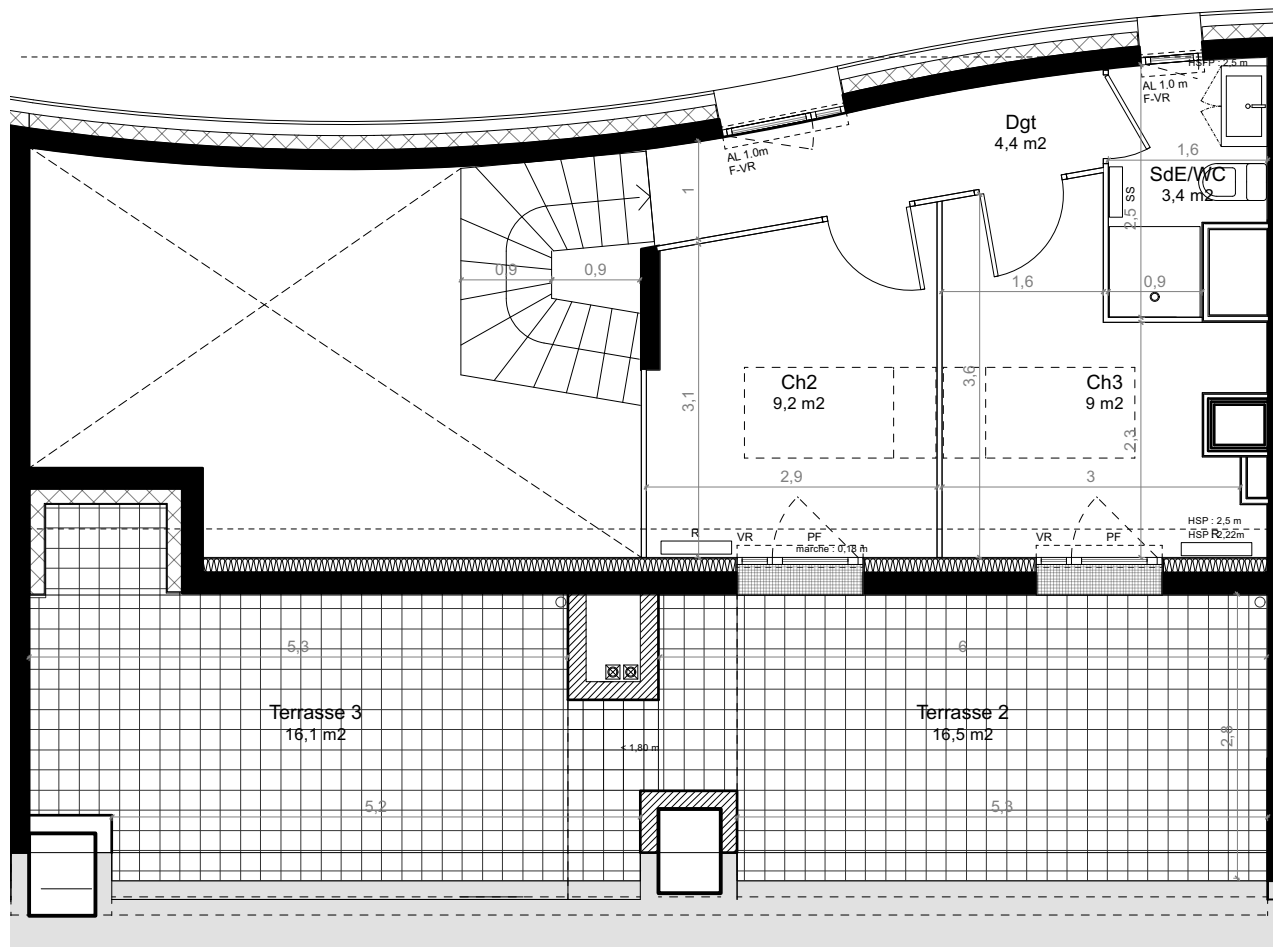 HSFP : 2,5 m
AL 1.0 m
F-VR
Dgt
4,4 m2
AL 1.0m
F-VR
1,6
SdE/WC
3,4 m2
1
2,5
ss
0,9
0,9
1,6
0,9
Ch2
9,2 m2
Ch3
9 m2
3,1
3,6
2,3
2,9
3
HSP : 2,5 m
R
VR
PF
marche : 0,18 m
VR
PF
HSP : 2,22m
R
5,3
6
Terrasse 3
16,1 m2
Terrasse 2
16,5 m2
< 1,80 m
2,8
5,2
5,3